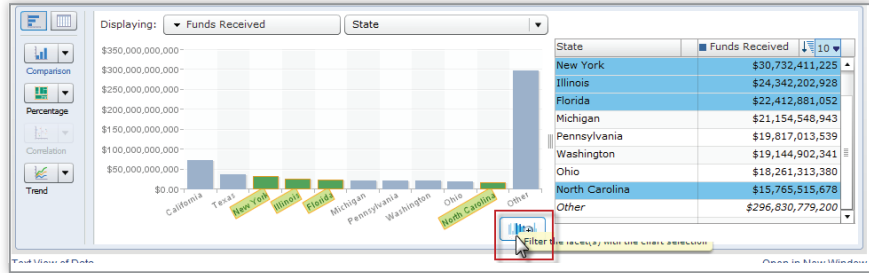 Displaying: Funds Received State
Comparison
Percentage
Correlation
Trend
$350,000,000,000
$300,000,000,000
$250,000,000,000
$200,000,000,000
$150,000,000,000
$100,000,000,000
$50,000,000,000
$0.00
California Texas New York Illinois Florida Michigan Pennsylvania Washington Ohio North Carolina Other
State Funds Received 10
New York $30,732,411,225
Illinois $24,342,202,928
Florida $22,412,881,052
Michigan $21,154,548,943
Pennsylvania $19,817,013,539
Washington $19,144,902,341
Ohio $18,261,313,380
North Carolina $15,765,515,678
Other $296,830,779,200
Filter the facet(s) with the chart selection
Text View of Data Open in New Window